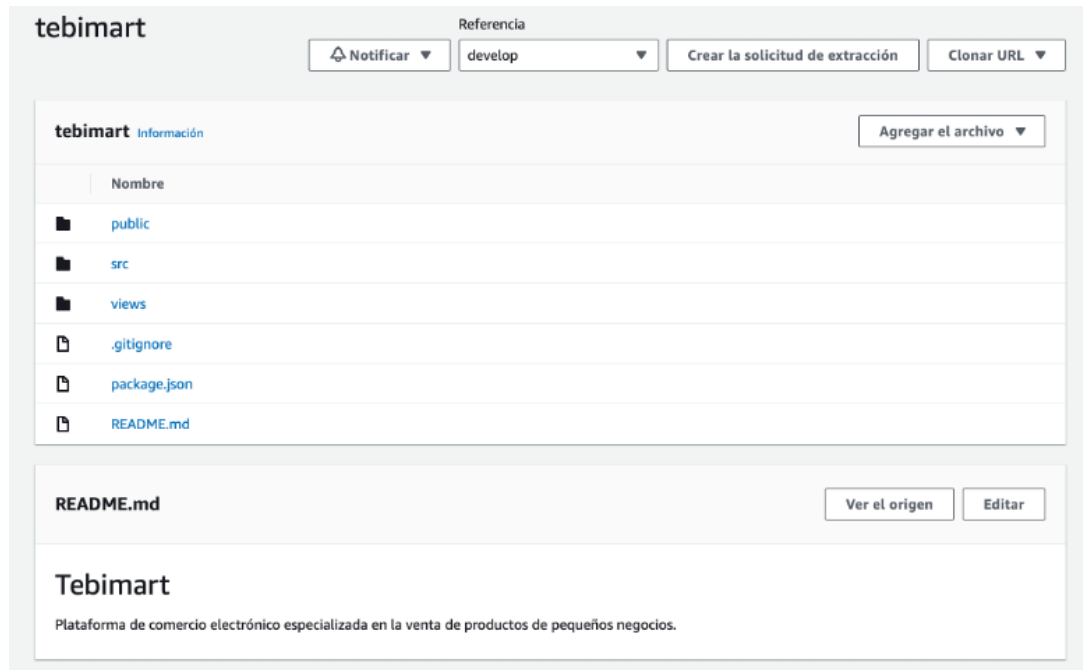 tebimart
Referencia
Notificar
develop
Crear la solicitud de extracción
Clonar URL
tebimart Información
Agregar el archivo
Nombre
public
src
views
.gitignore
package.json
README.md
README.md
Ver el origen
Editar
Tebimart
Plataforma de comercio electrónico especializada en la venta de productos de pequeños negocios.